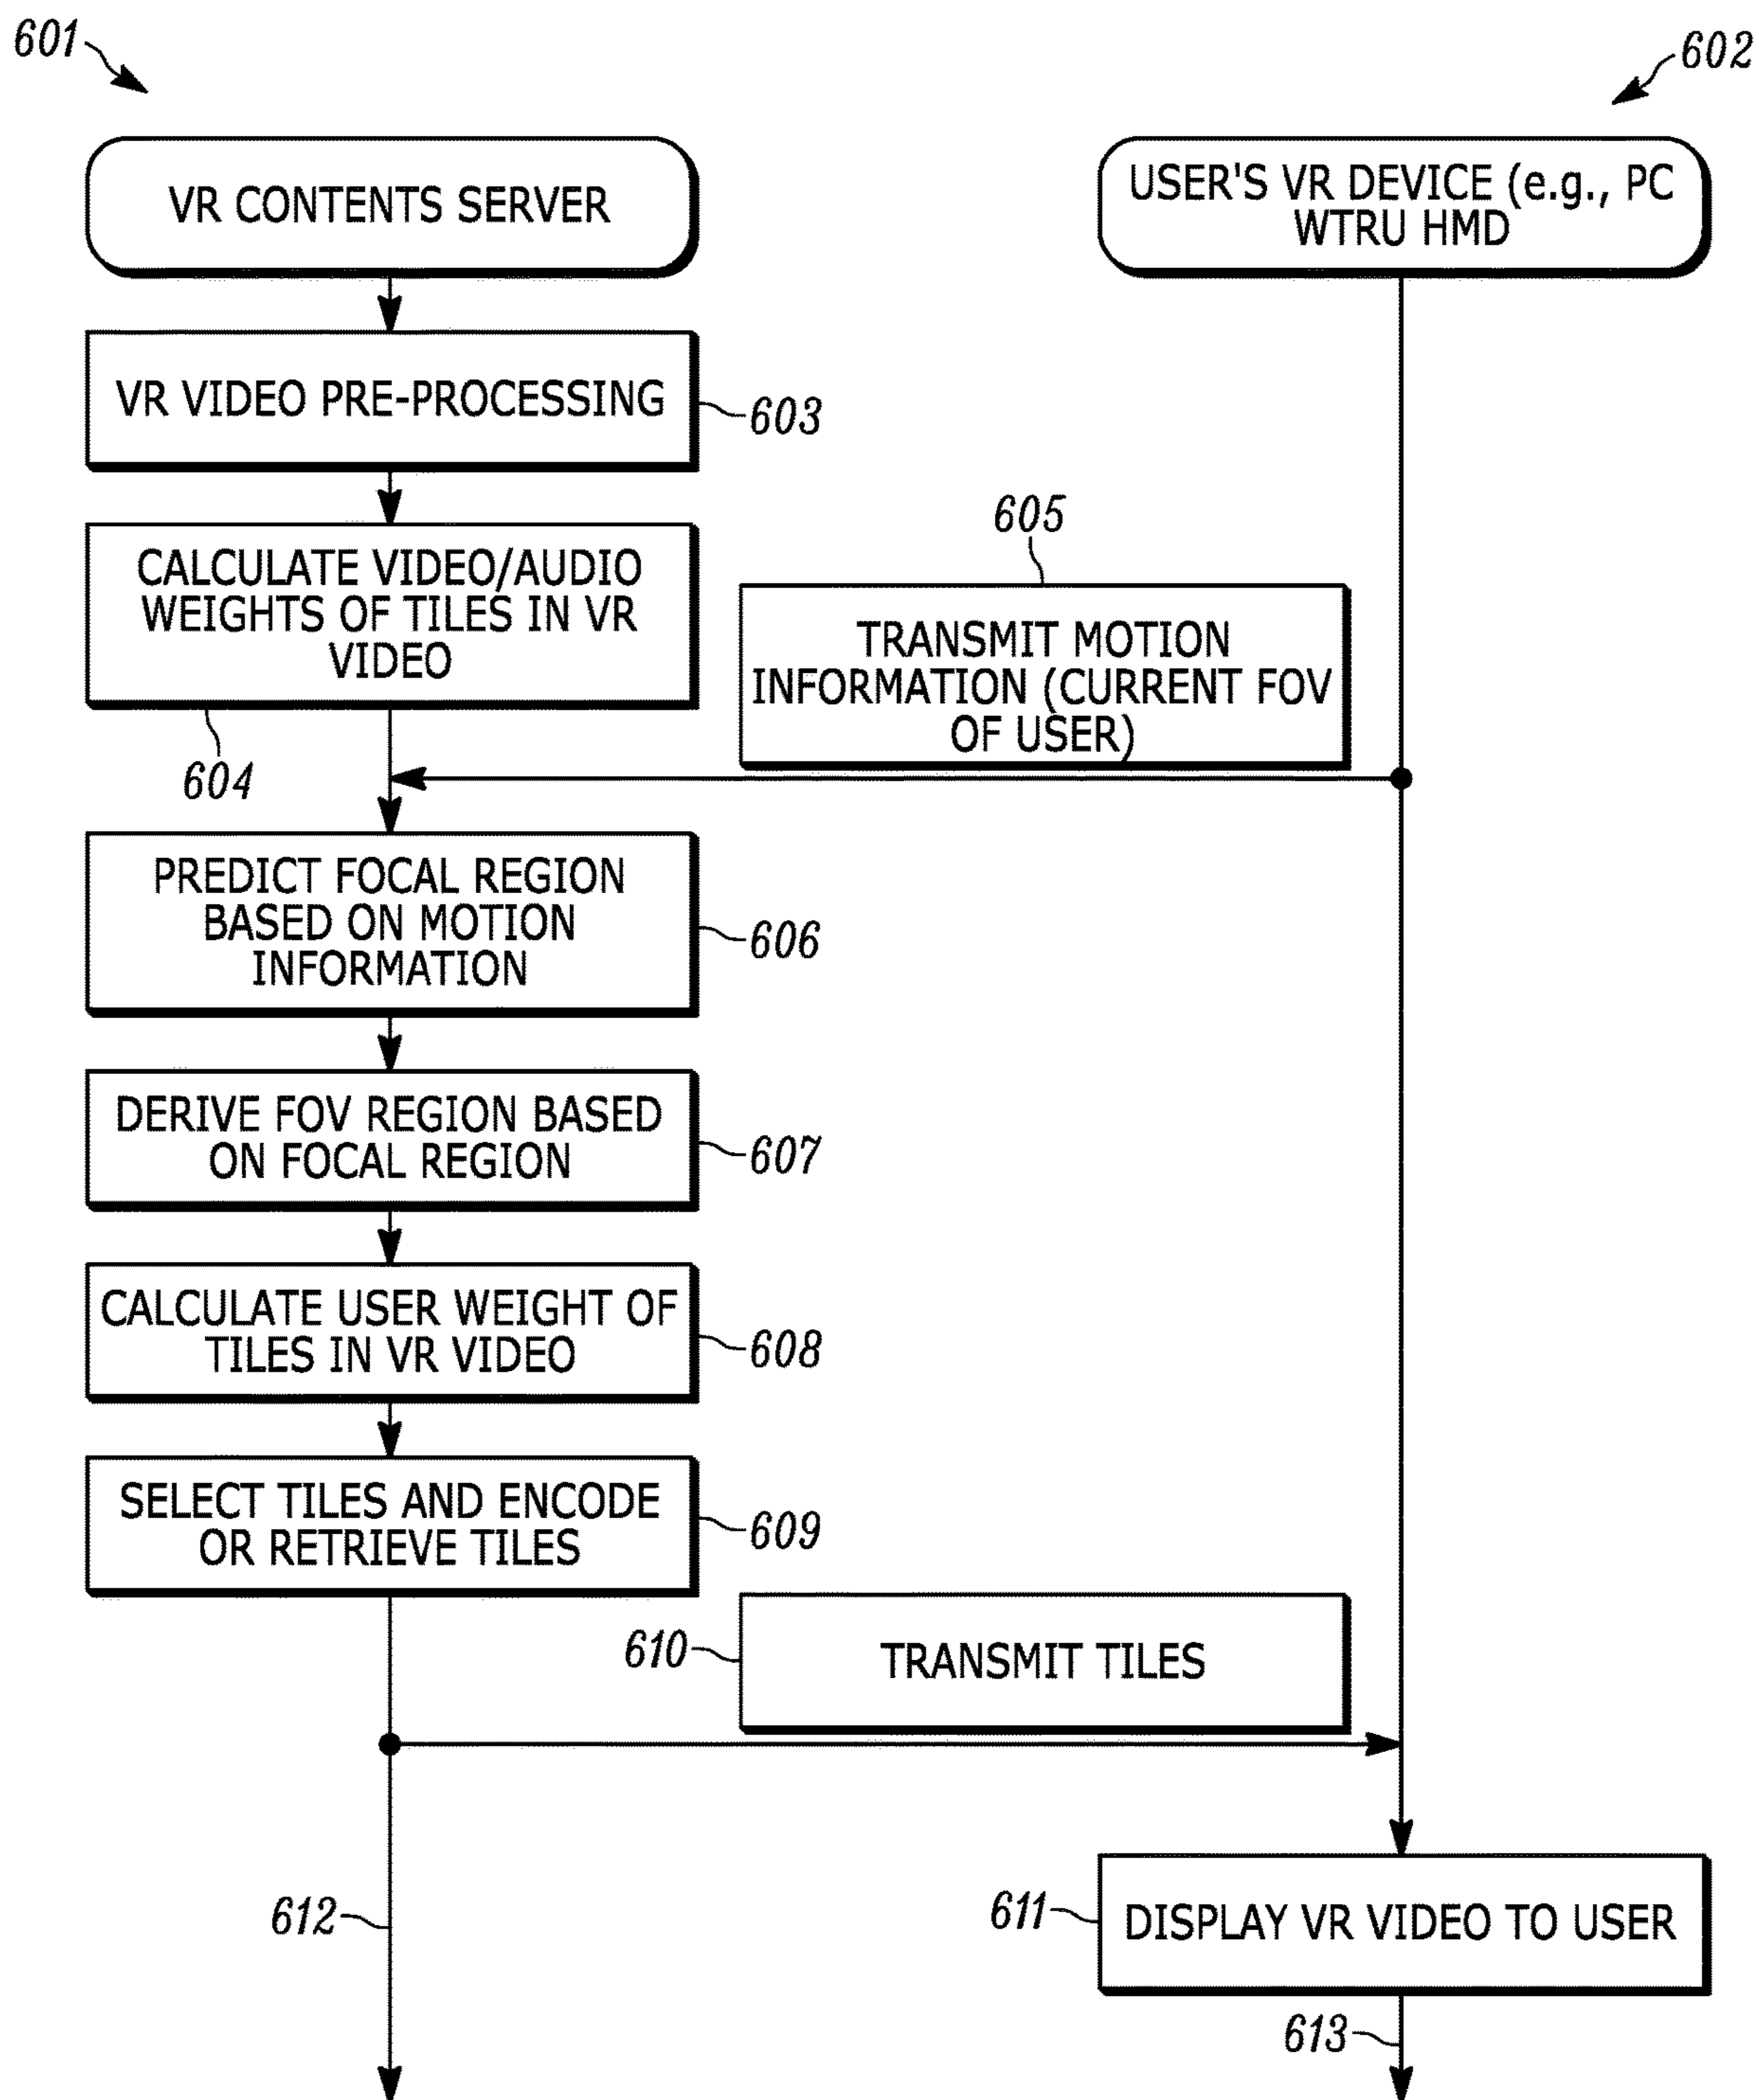 601
602
VR CONTENTS SERVER
USER'S VR DEVICE (e.g., PC
WTRU HMD
VR VIDEO PRE-PROCESSING
603
CALCULATE VIDEO/AUDIO
WEIGHTS OF TILES IN VR
VIDEO
604
605
TRANSMIT MOTION
INFORMATION (CURRENT FOV
OF USER)
PREDICT FOCAL REGION
BASED ON MOTION
INFORMATION
606
DERIVE FOV REGION BASED
ON FOCAL REGION
607
CALCULATE USER WEIGHT OF
TILES IN VR VIDEO
608
SELECT TILES AND ENCODE
OR RETRIEVE TILES
609
610
TRANSMIT TILES
611
DISPLAY VR VIDEO TO USER
612
613